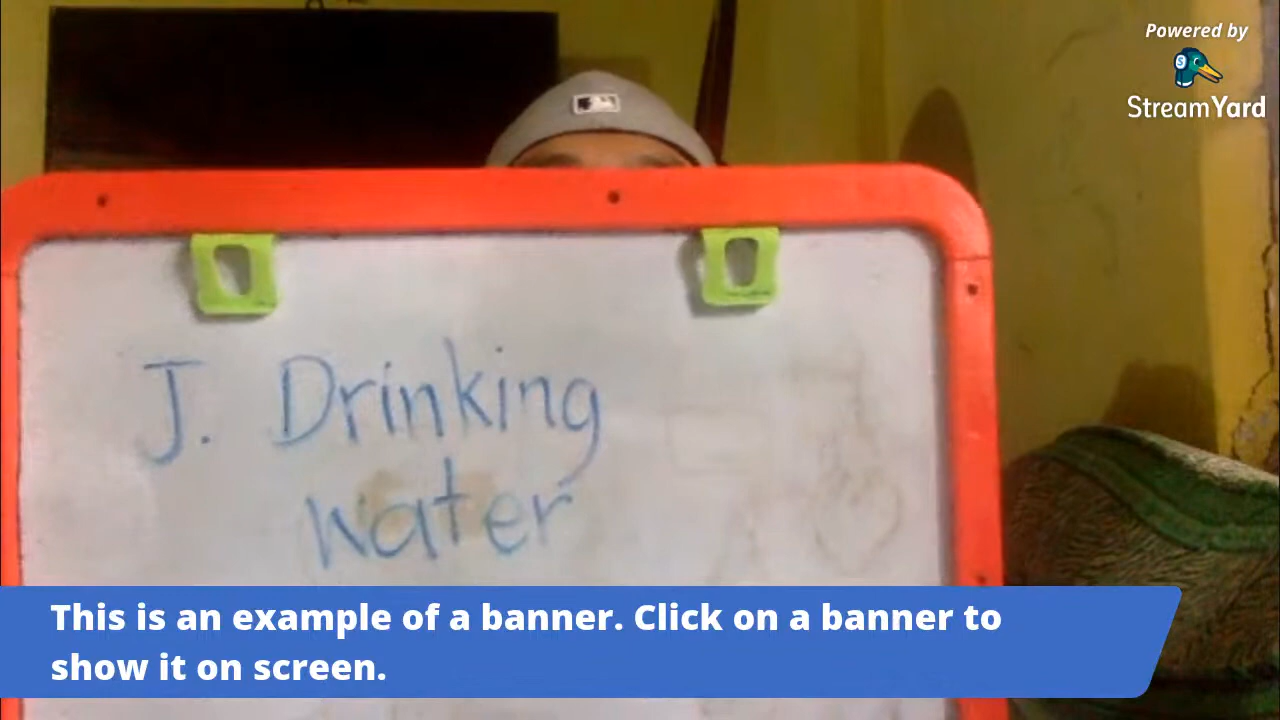 Powered by
StreamYard
J. Drinking
water
This is an example of a banner. Click on a banner to
show it on screen.